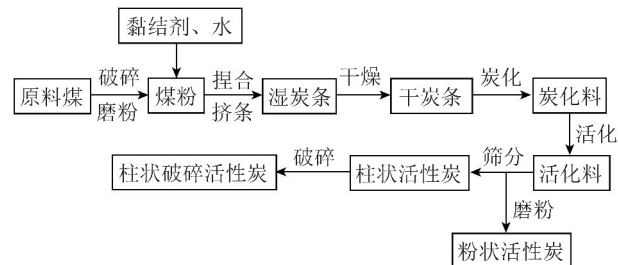 黏结剂、水
原料煤
破碎
磨粉
煤粉
捏合
挤条
湿炭条
干燥
干炭条
炭化
炭化料
活化
柱状破碎活性炭
破碎
柱状活性炭
筛分
活化料
磨粉
粉状活性炭